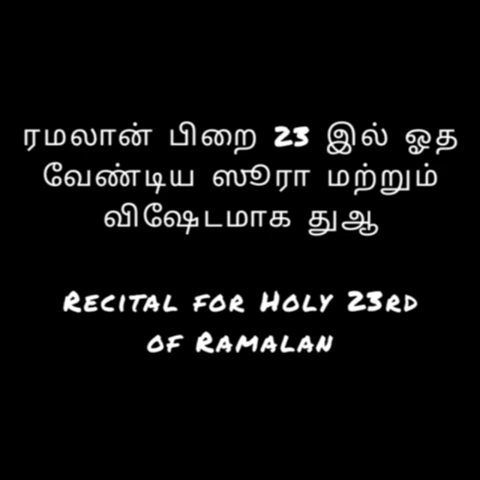 ரமலான் பிறை 23 இல் ஓத
வேண்டிய ஸூரா மற்றும்
விஷேடமாக துஆ
RECITAL FOR HOLY 23RD
OF RAMALAN